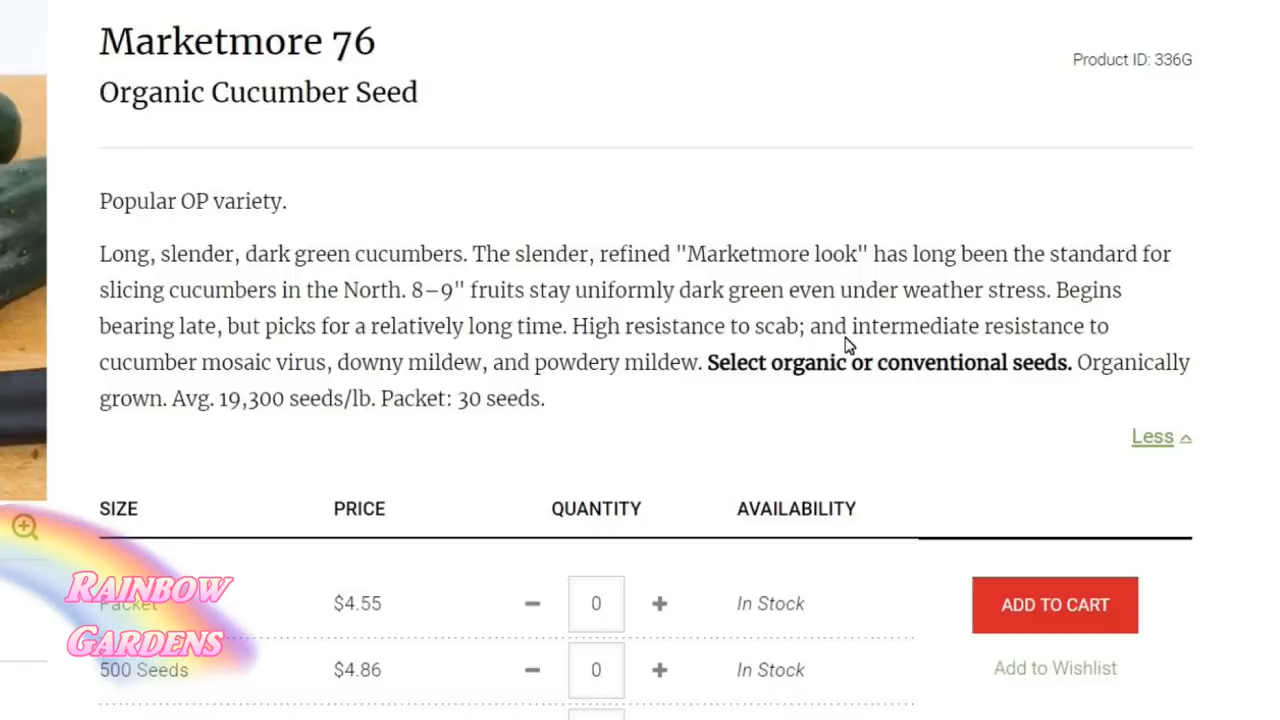 Marketmore 76
Product ID: 336G
Organic Cucumber Seed
Popular OP variety.
Long, slender, dark green cucumbers. The slender, refined "Marketmore look" has long been the standard for
slicing cucumbers in the North. 8–9" fruits stay uniformly dark green even under weather stress. Begins
bearing late, but picks for a relatively long time. High resistance to scab; and intermediate resistance to
cucumber mosaic virus, downy mildew, and powdery mildew. Select organic or conventional seeds. Organically
grown. Avg. 19,300 seeds/lb. Packet: 30 seeds.
Less
SIZE PRICE QUANTITY AVAILABILITY
Packet $4.55 − 0 + In Stock ADD TO CART
500 Seeds $4.86 − 0 + In Stock Add to Wishlist
RAINBOW
GARDENS